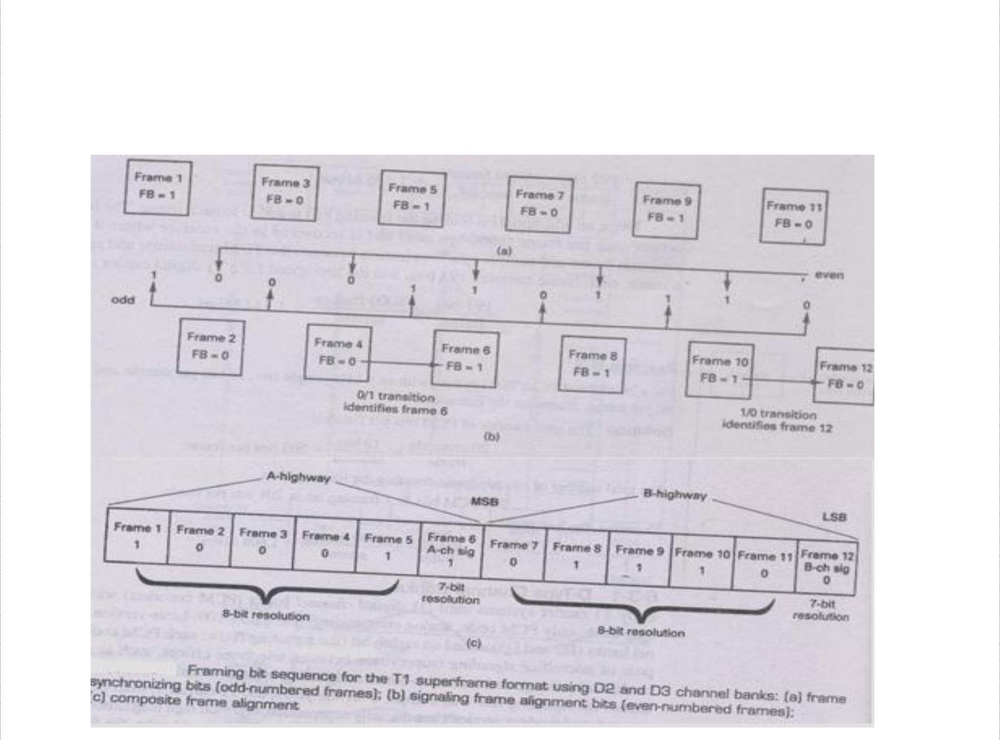 Frame 1
FB = 1
Frame 3
FB = 0
Frame 5
FB = 1
Frame 7
FB = 0
Frame 9
FB = 1
Frame 11
FB = 0
(a)
even
1
0
0
0
1
1
0
1
1
1
0
odd
Frame 2
FB = 0
Frame 4
FB = 0
Frame 6
FB = 1
Frame 8
FB = 1
Frame 10
FB = 1
Frame 12
FB = 0
0/1 transition
identifies frame 6
1/0 transition
identifies frame 12
(b)
A-highway
MSB
B-highway
LSB
Frame 1
1
Frame 2
0
Frame 3
0
Frame 4
0
Frame 5
1
Frame 6
A-ch sig
1
Frame 7
0
Frame 8
1
Frame 9
1
Frame 10
1
Frame 11
0
Frame 12
B-ch sig
0
8-bit resolution
7-bit
resolution
8-bit resolution
7-bit
resolution
(c)
Framing bit sequence for the T1 superframe format using D2 and D3 channel banks: (a) frame
synchronizing bits (odd-numbered frames); (b) signaling frame alignment bits (even-numbered frames);
(c) composite frame alignment